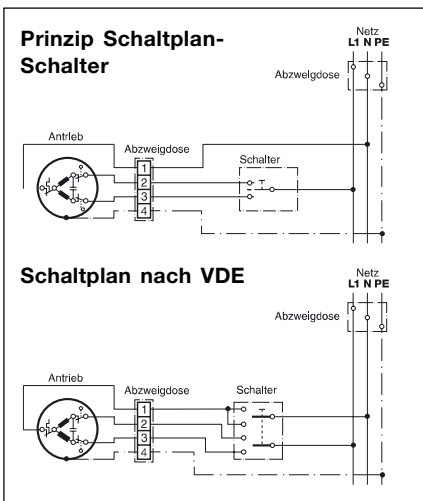 Prinzip Schaltplan-
Schalter
Netz
L1 N PE
Abzweigdose
Antrieb
Abzweigdose
Schalter
1
2
3
4
Schaltplan nach VDE
Netz
L1 N PE
Abzweigdose
Antrieb
Abzweigdose
Schalter
1
2
3
4